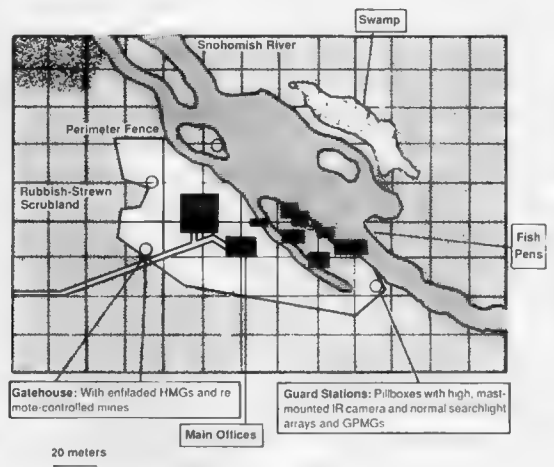 Swamp
Snohomish River
Perimeter Fence
Rubbish-Strewn
Scrubland
Fish
Pens
Gatehouse: With enfiladed HMGs and re
mote-controlled mines
Guard Stations: Pillboxes with high, mast-
mounted IR camera and normal searchlight
arrays and GPMGs
Main Offices
20 meters